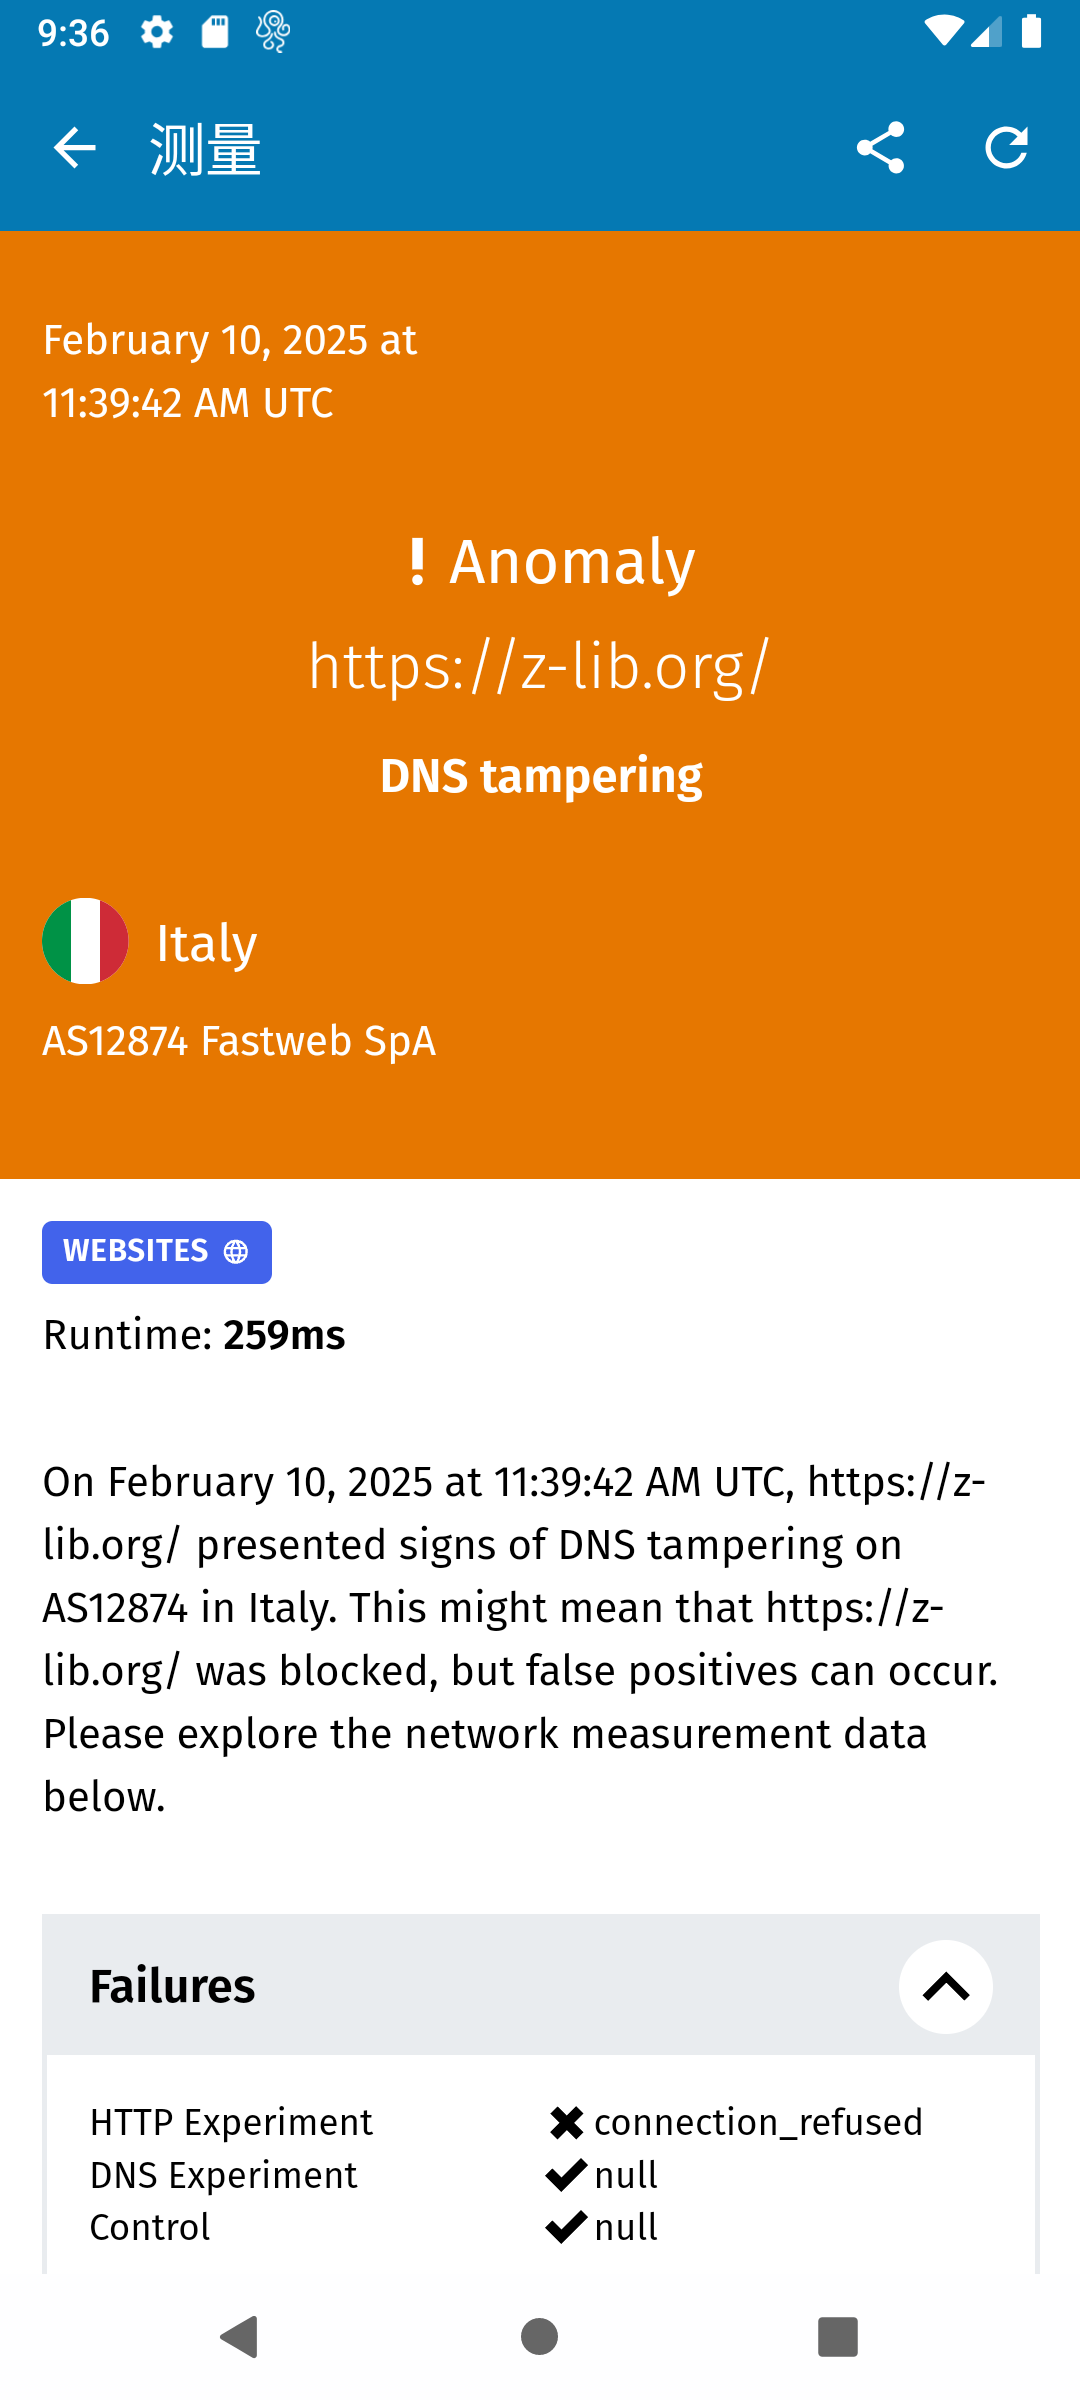 9:36
测量
February 10, 2025 at
11:39:42 AM UTC
! Anomaly
https://z-lib.org/
DNS tampering
Italy
AS12874 Fastweb SpA
WEBSITES
Runtime: 259ms
On February 10, 2025 at 11:39:42 AM UTC, https://z-
lib.org/ presented signs of DNS tampering on
AS12874 in Italy. This might mean that https://z-
lib.org/ was blocked, but false positives can occur.
Please explore the network measurement data
below.
Failures
HTTP Experiment connection_refused
DNS Experiment null
Control null